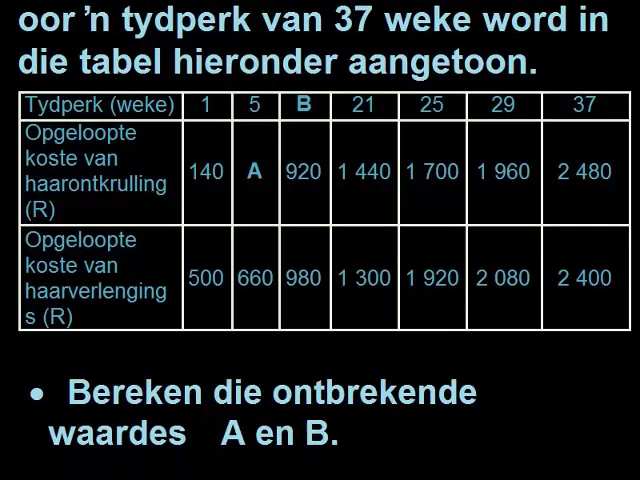 oor 'n tydperk van 37 weke word in
die tabel hieronder aangetoon.
Tydperk (weke) 1 5 B 21 25 29 37
Opgeloopte
koste van
haarontkrulling
(R)
140 A 920 1 440 1 700 1 960 2 480
Opgeloopte
koste van
haarverlenging
s (R)
500 660 980 1 300 1 920 2 080 2 400
• Bereken die ontbrekende
waardes A en B.